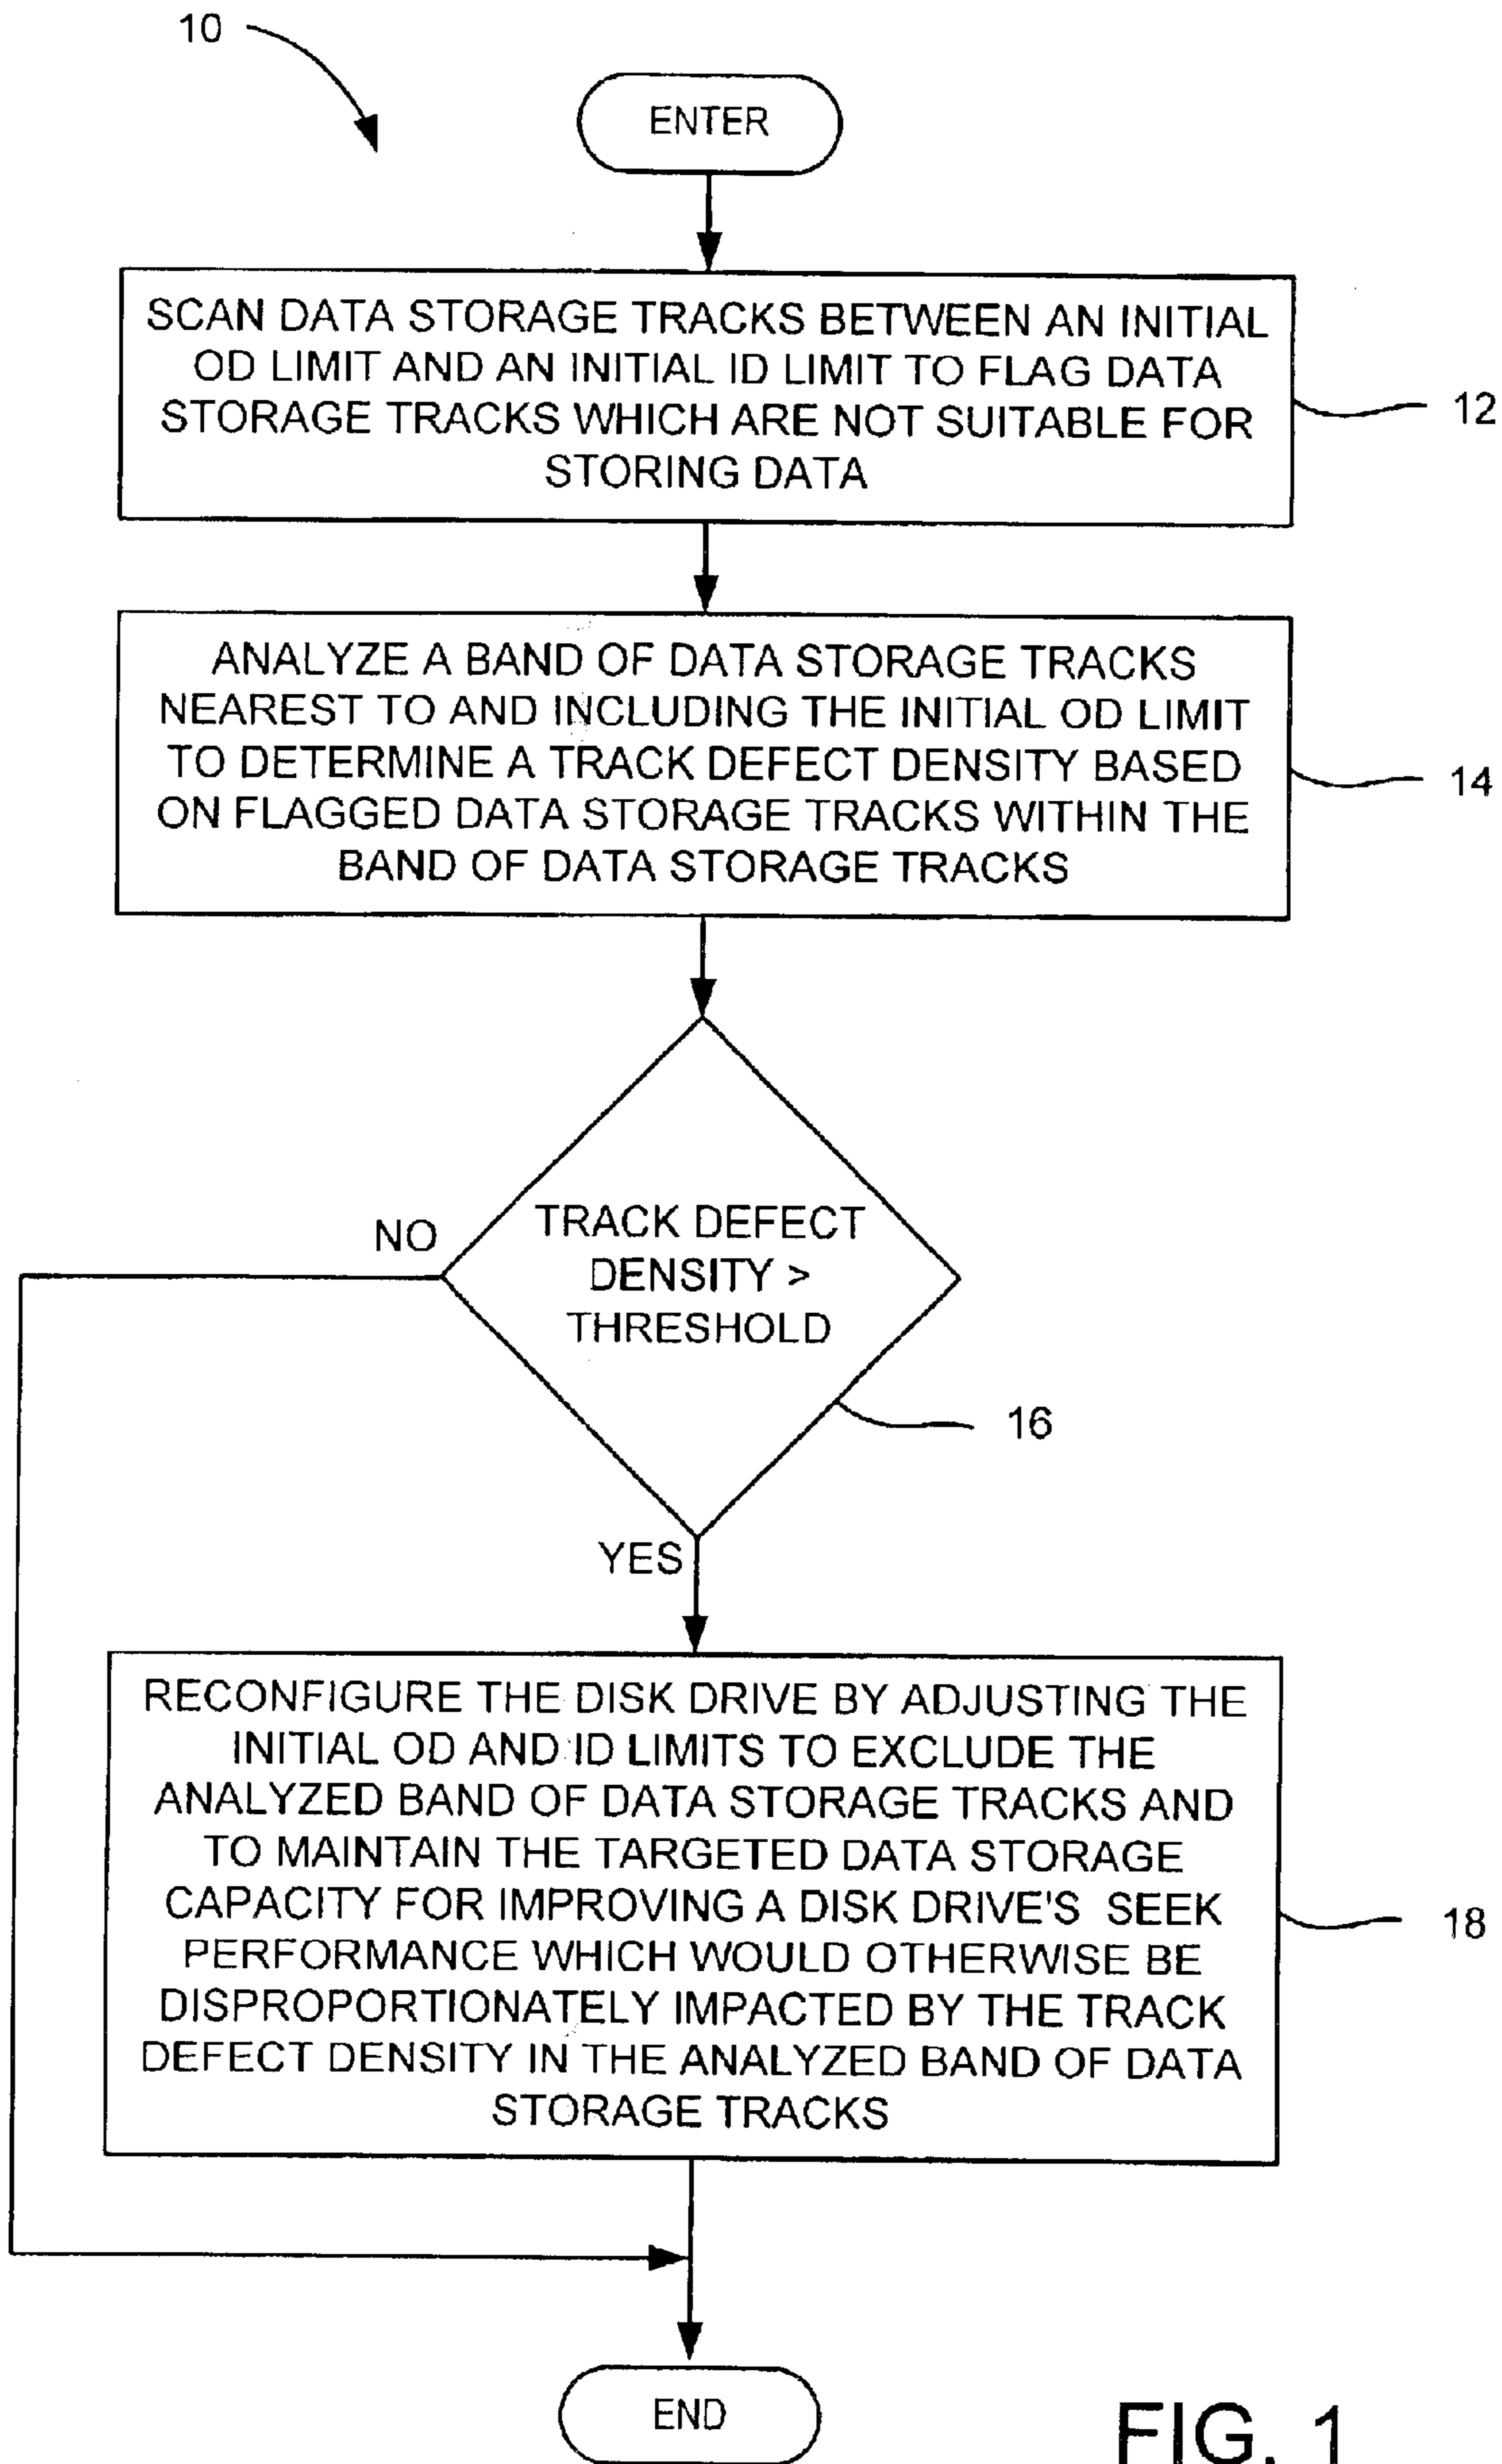 10
ENTER
SCAN DATA STORAGE TRACKS BETWEEN AN INITIAL
OD LIMIT AND AN INITIAL ID LIMIT TO FLAG DATA
STORAGE TRACKS WHICH ARE NOT SUITABLE FOR
STORING DATA
12
ANALYZE A BAND OF DATA STORAGE TRACKS
NEAREST TO AND INCLUDING THE INITIAL OD LIMIT
TO DETERMINE A TRACK DEFECT DENSITY BASED
ON FLAGGED DATA STORAGE TRACKS WITHIN THE
BAND OF DATA STORAGE TRACKS
14
NO
TRACK DEFECT
DENSITY >
THRESHOLD
16
YES
RECONFIGURE THE DISK DRIVE BY ADJUSTING THE
INITIAL OD AND ID LIMITS TO EXCLUDE THE
ANALYZED BAND OF DATA STORAGE TRACKS AND
TO MAINTAIN THE TARGETED DATA STORAGE
CAPACITY FOR IMPROVING A DISK DRIVE'S SEEK
PERFORMANCE WHICH WOULD OTHERWISE BE
DISPROPORTIONATELY IMPACTED BY THE TRACK
DEFECT DENSITY IN THE ANALYZED BAND OF DATA
STORAGE TRACKS
18
END
FIG. 1